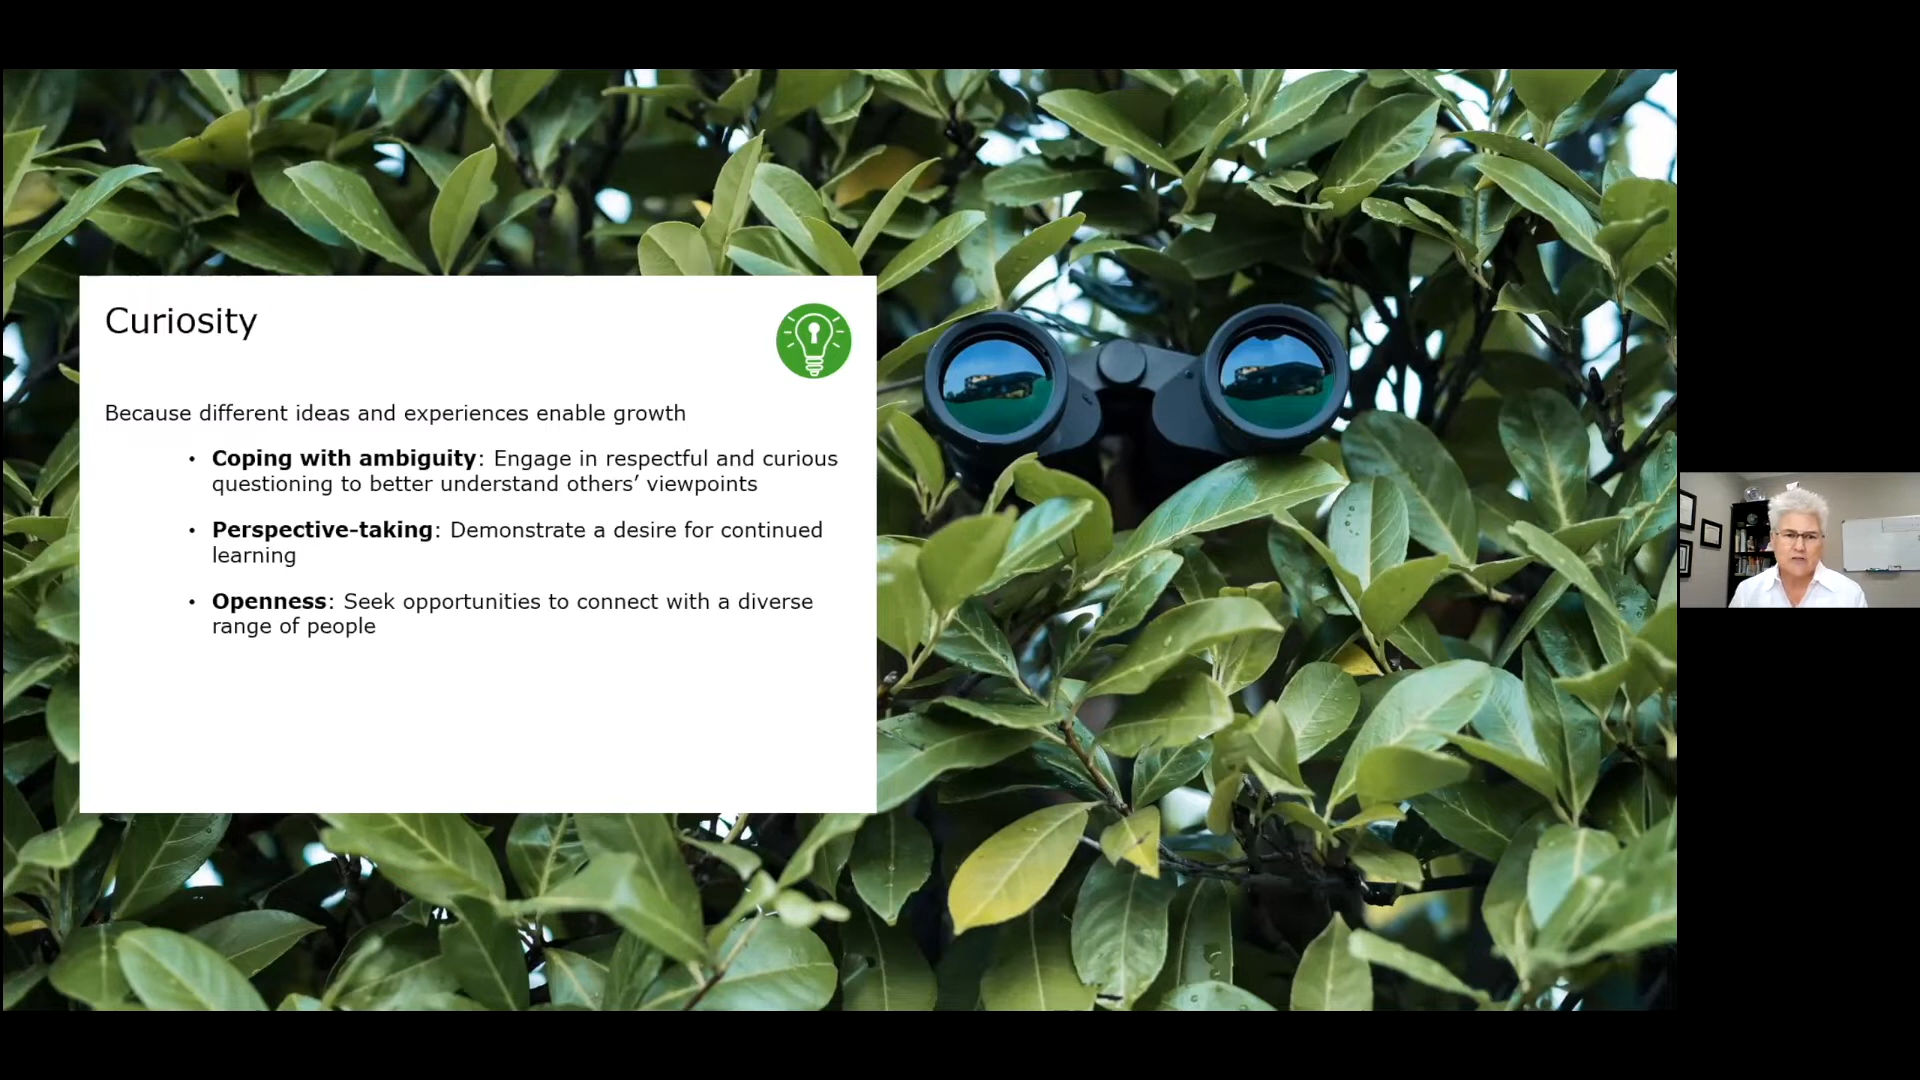 Curiosity
Because different ideas and experiences enable growth
• Coping with ambiguity: Engage in respectful and curious
questioning to better understand others’ viewpoints
• Perspective-taking: Demonstrate a desire for continued
learning
• Openness: Seek opportunities to connect with a diverse
range of people